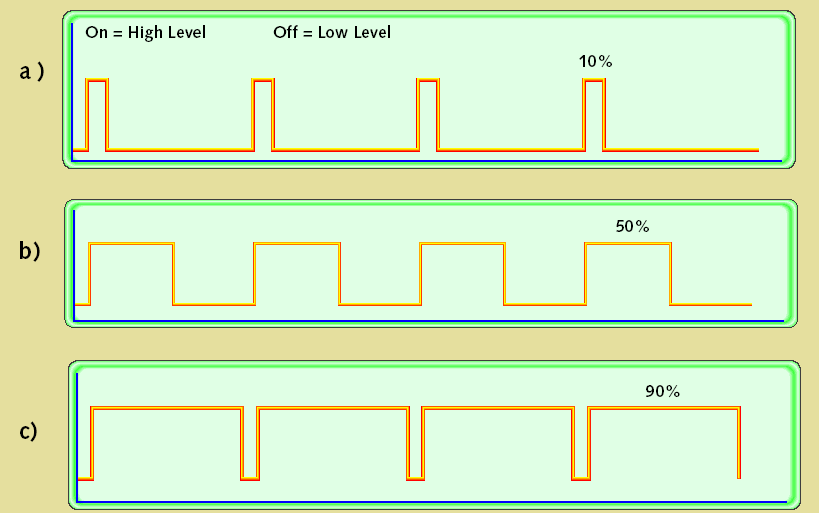 On = High Level Off = Low Level
10%
a )
50%
b)
90%
c)